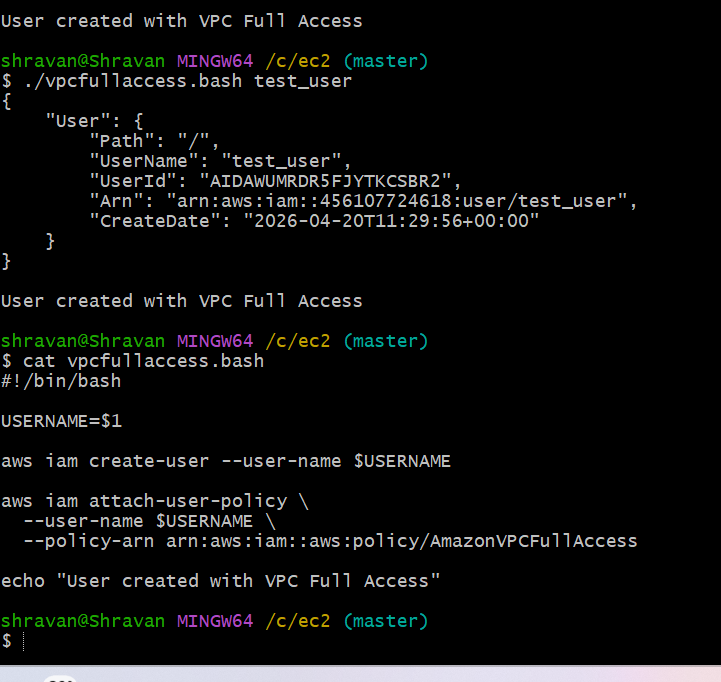 User created with VPC Full Access
shravan@Shravan MINGW64 /c/ec2 (master)
$ ./vpcfullaccess.bash test_user
{
    "User": {
        "Path": "/",
        "UserName": "test_user",
        "UserId": "AIDAWUMRDR5FJYTKCSBR2",
        "Arn": "arn:aws:iam::456107724618:user/test_user",
        "CreateDate": "2026-04-20T11:29:56+00:00"
    }
}
User created with VPC Full Access
shravan@Shravan MINGW64 /c/ec2 (master)
$ cat vpcfullaccess.bash
#!/bin/bash
USERNAME=$1
aws iam create-user --user-name $USERNAME
aws iam attach-user-policy \
  --user-name $USERNAME \
  --policy-arn arn:aws:iam::aws:policy/AmazonVPCFullAccess
echo "User created with VPC Full Access"
shravan@Shravan MINGW64 /c/ec2 (master)
$